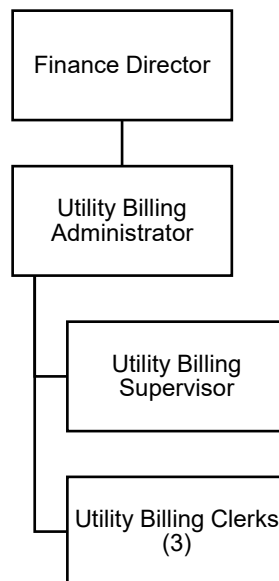 Finance Director
Utility Billing
Administrator
Utility Billing
Supervisor
Utility Billing Clerks
(3)